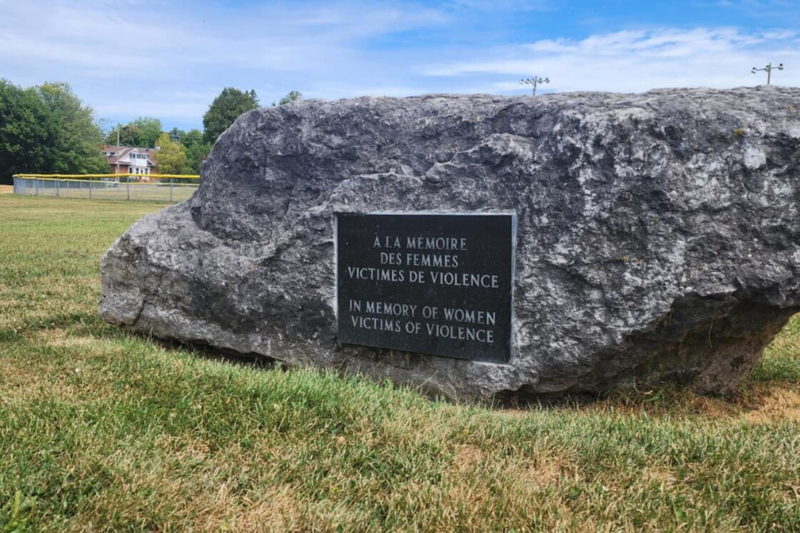 À LA MÉMOIRE
DES FEMMES
VICTIMES DE VIOLENCE
IN MEMORY OF WOMEN
VICTIMS OF VIOLENCE